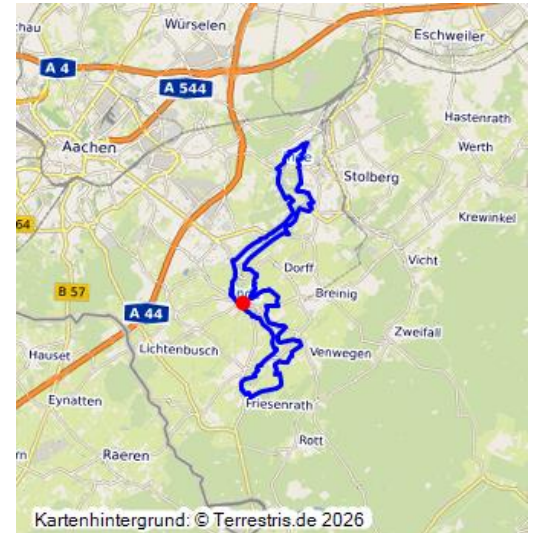 Würselen
Eschweiler
A 4
A 544
Hastenrath
Aachen
Werth
Stolberg
Krewinkel
64
Dorff
Vicht
B 57
Breinig
A 44
Zweifall
Lichtenbusch
Hauset
Venwegen
Eynatten
Friesenrath
Rott
Raeren
Kartenhintergrund: © Terrestris.de 2026